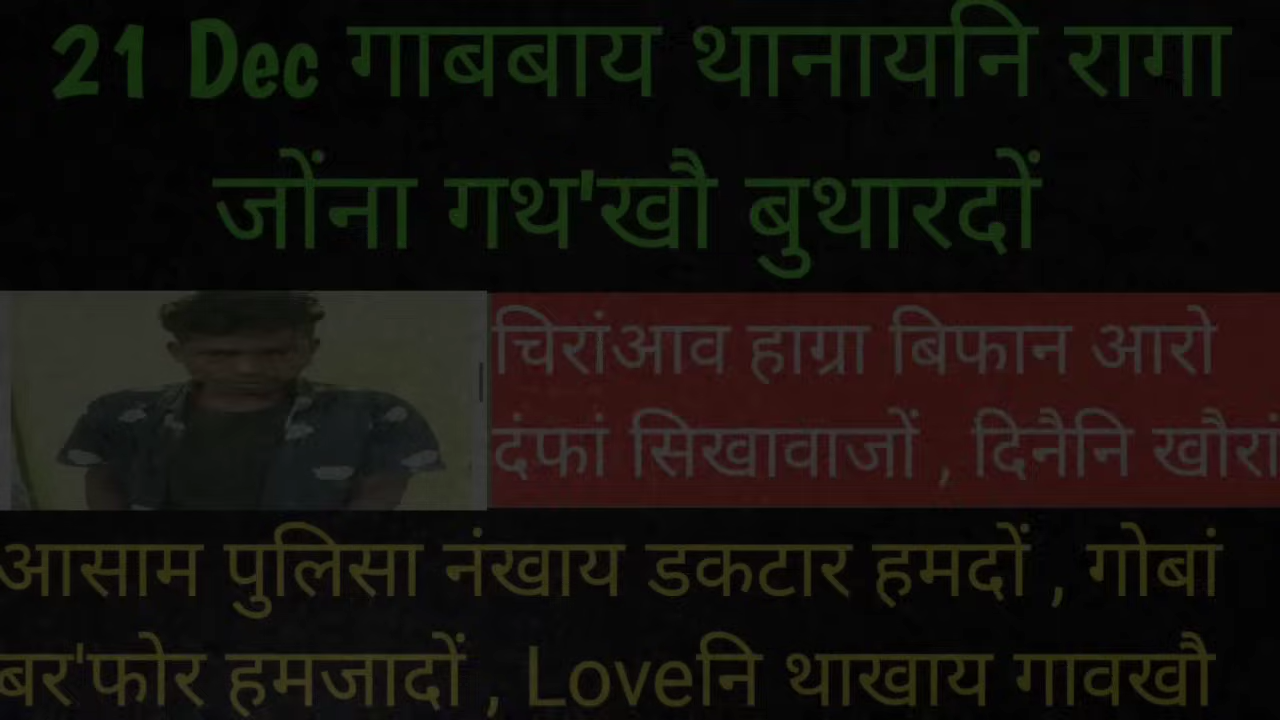 21 Dec गाबबाय थानायनि रागा
जोंना गथ'खौ बुथारदों
चिरांआव हाग्रा बिफान आरो
दंफां सिखावाजों , दिनैनि खौरां
आसाम पुलिसा नंखाय डकटार हमदों , गोबां
बर'फोर हमजादों , Loveनि थाखाय गावखौ